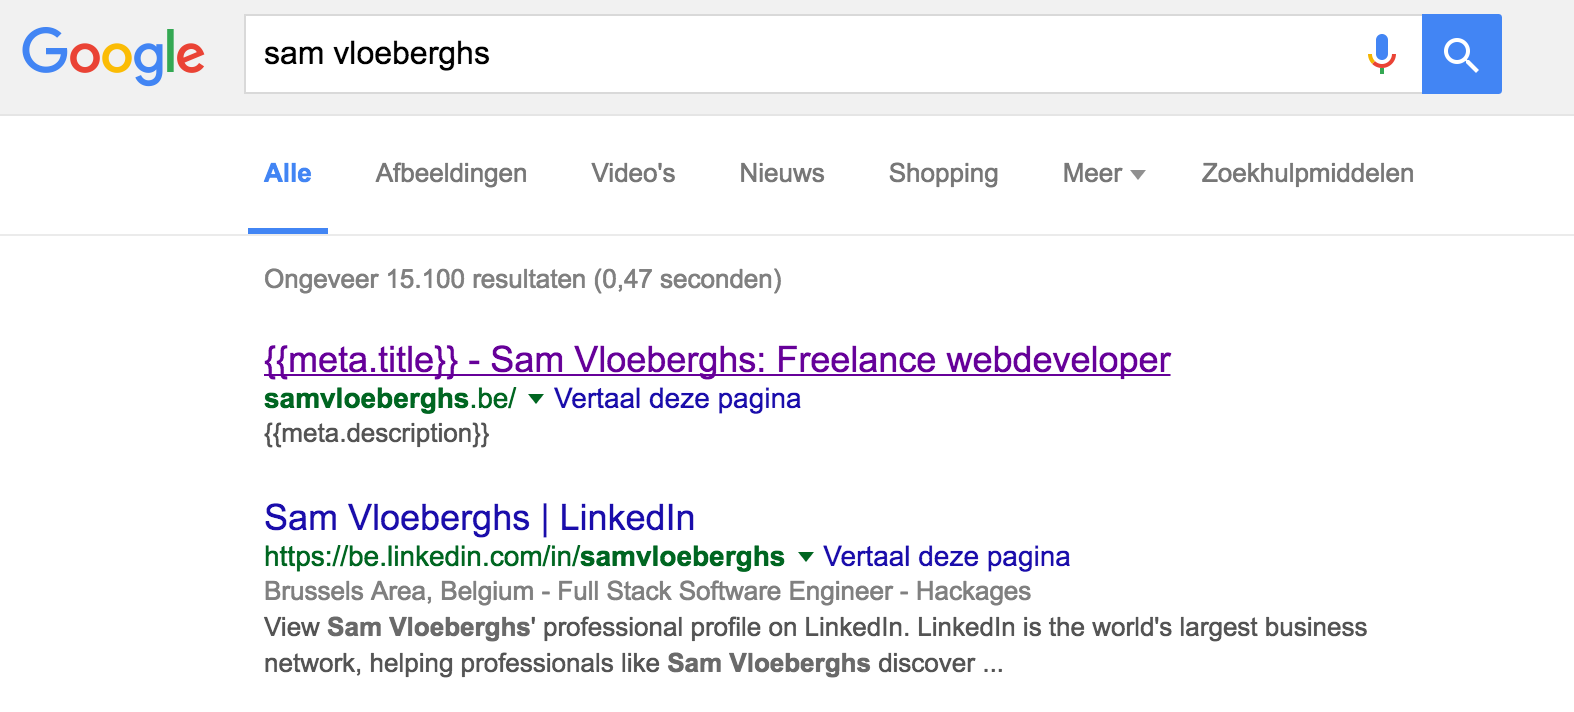 Google
sam vloeberghs
Alle Afbeeldingen Video's Nieuws Shopping Meer Zoekhulpmiddelen
Ongeveer 15.100 resultaten (0,47 seconden)
{{meta.title}} - Sam Vloeberghs: Freelance webdeveloper
samvloeberghs.be/ Vertaal deze pagina
{{meta.description}}
Sam Vloeberghs | LinkedIn
https://be.linkedin.com/in/samvloeberghs Vertaal deze pagina
Brussels Area, Belgium - Full Stack Software Engineer - Hackages
View Sam Vloeberghs' professional profile on LinkedIn. LinkedIn is the world's largest business
network, helping professionals like Sam Vloeberghs discover ...